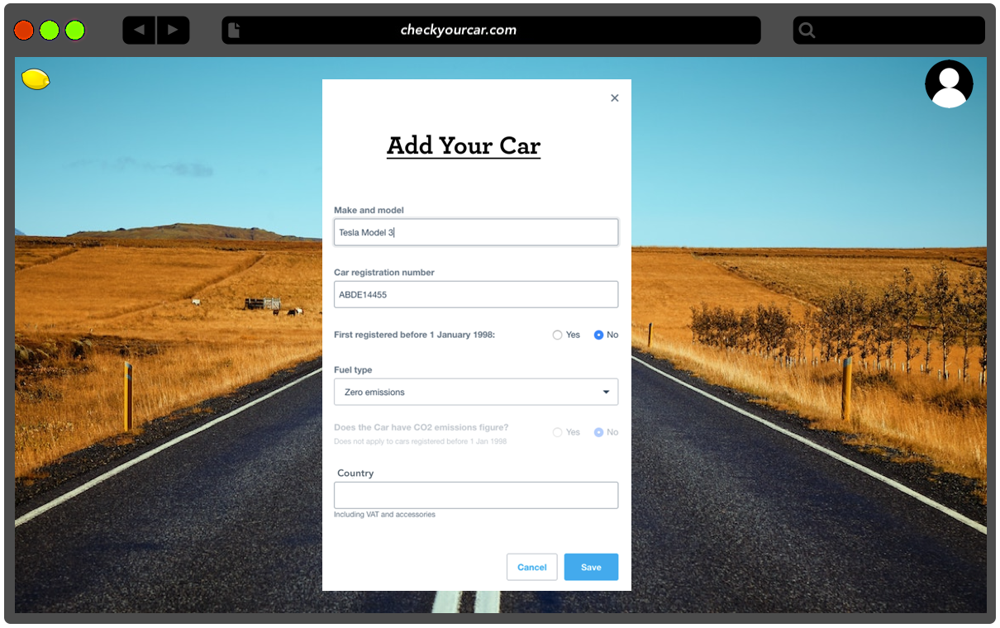 checkyourcar.com
Add Your Car
Make and model
Tesla Model 3
Car registration number
ABDE14455
First registered before 1 January 1998: Yes No
Fuel type
Zero emissions
Does the Car have CO2 emissions figure? Yes No
Does not apply to cars registered before 1 Jan 1998
Country
Including VAT and accessories
Cancel Save